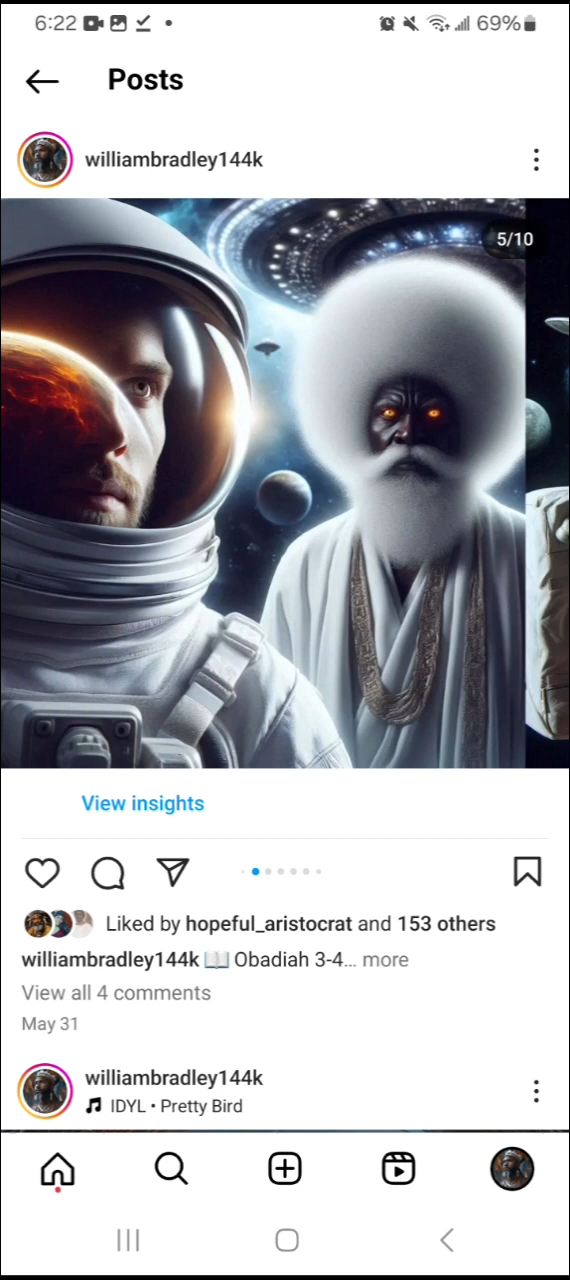 6:22 69%
Posts
williambradley144k
5/10
View insights
Liked by hopeful_aristocrat and 153 others
williambradley144k 📖 Obadiah 3-4... more
View all 4 comments
May 31
williambradley144k
IDYL • Pretty Bird